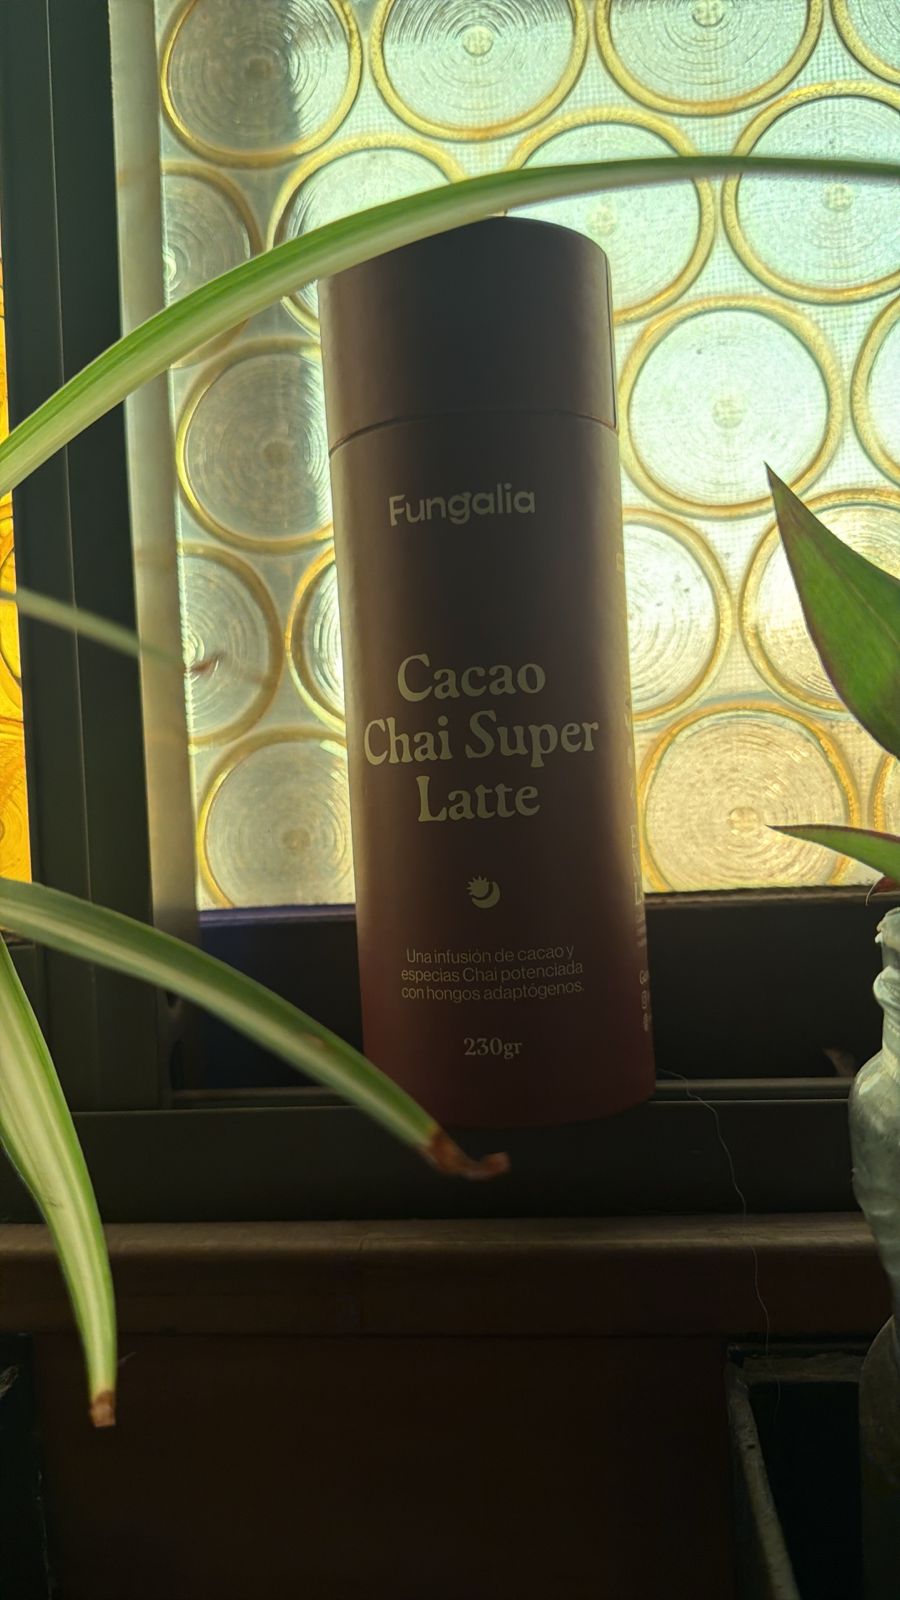 Fungalia
Cacao
Chai Super
Latte
Una infusión de cacao y
especias Chai potenciada
con hongos adaptógenos.
230gr